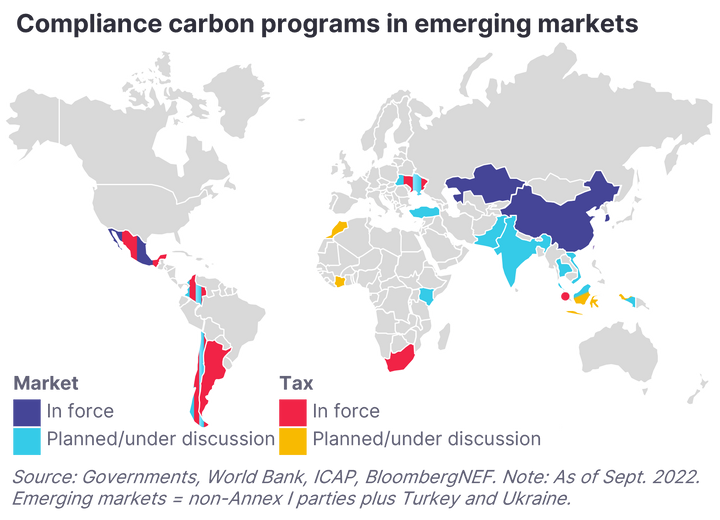 Compliance carbon programs in emerging markets
Market
In force
Planned/under discussion
Tax
In force
Planned/under discussion
Source: Governments, World Bank, ICAP, BloombergNEF. Note: As of Sept. 2022.
Emerging markets = non-Annex I parties plus Turkey and Ukraine.